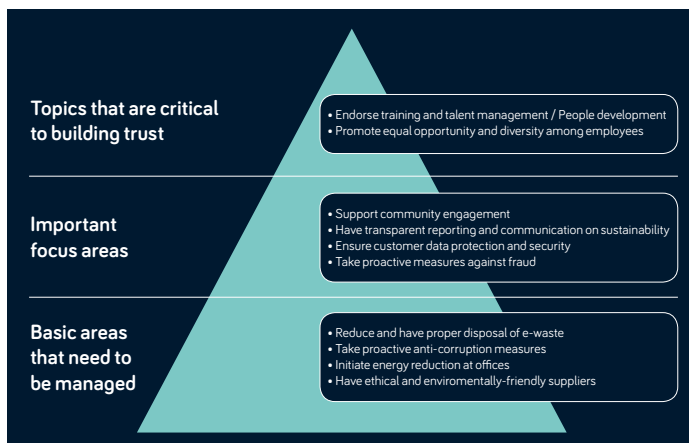 Topics that are critical
to building trust
• Endorse training and talent management / People development
• Promote equal opportunity and diversity among employees
Important
focus areas
• Support community engagement
• Have transparent reporting and communication on sustainability
• Ensure customer data protection and security
• Take proactive measures against fraud
Basic areas
that need to
be managed
• Reduce and have proper disposal of e-waste
• Take proactive anti-corruption measures
• Initiate energy reduction at offices
• Have ethical and enviromentally-friendly suppliers